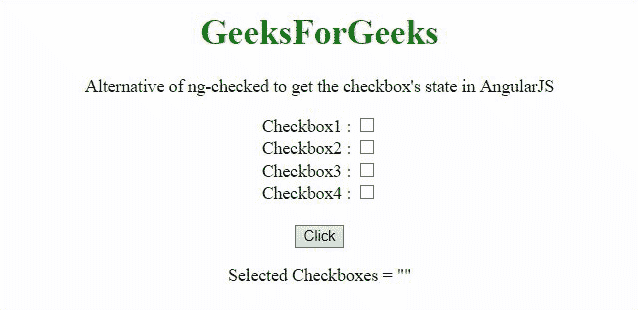 GeeksForGeeks
Alternative of ng-checked to get the checkbox's state in AngularJS
Checkbox1 :
Checkbox2 :
Checkbox3 :
Checkbox4 :
Click
Selected Checkboxes = ""